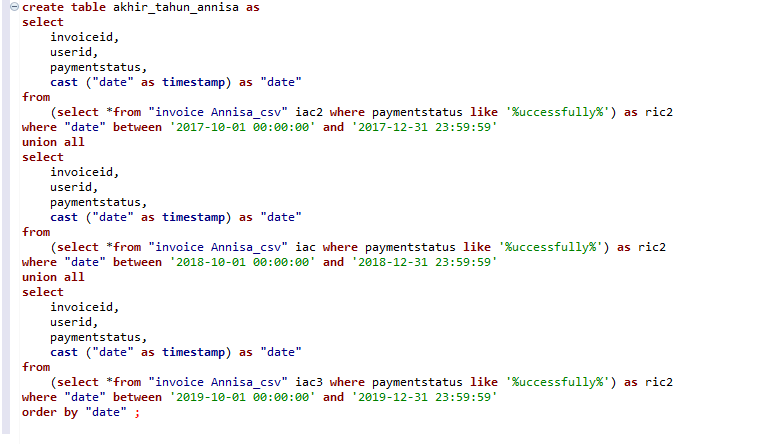 create table akhir_tahun_annisa as
select
invoiceid,
userid,
paymentstatus,
cast ("date" as timestamp) as "date"
from
(select *from "invoice Annisa_csv" iac2 where paymentstatus like '%uccessfully%') as ric2
where "date" between '2017-10-01 00:00:00' and '2017-12-31 23:59:59'
union all
select
invoiceid,
userid,
paymentstatus,
cast ("date" as timestamp) as "date"
from
(select *from "invoice Annisa_csv" iac where paymentstatus like '%uccessfully%') as ric2
where "date" between '2018-10-01 00:00:00' and '2018-12-31 23:59:59'
union all
select
invoiceid,
userid,
paymentstatus,
cast ("date" as timestamp) as "date"
from
(select *from "invoice Annisa_csv" iac3 where paymentstatus like '%uccessfully%') as ric2
where "date" between '2019-10-01 00:00:00' and '2019-12-31 23:59:59'
order by "date" ;